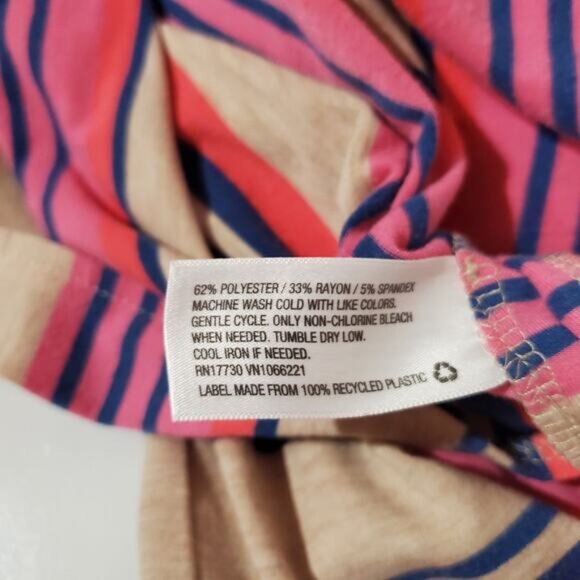 62% POLYESTER / 33% RAYON / 5% SPANDEX
MACHINE WASH COLD WITH LIKE COLORS.
GENTLE CYCLE. ONLY NON-CHLORINE BLEACH
WHEN NEEDED. TUMBLE DRY LOW.
COOL IRON IF NEEDED.
RN17730 VN1066221
LABEL MADE FROM 100% RECYCLED PLASTIC